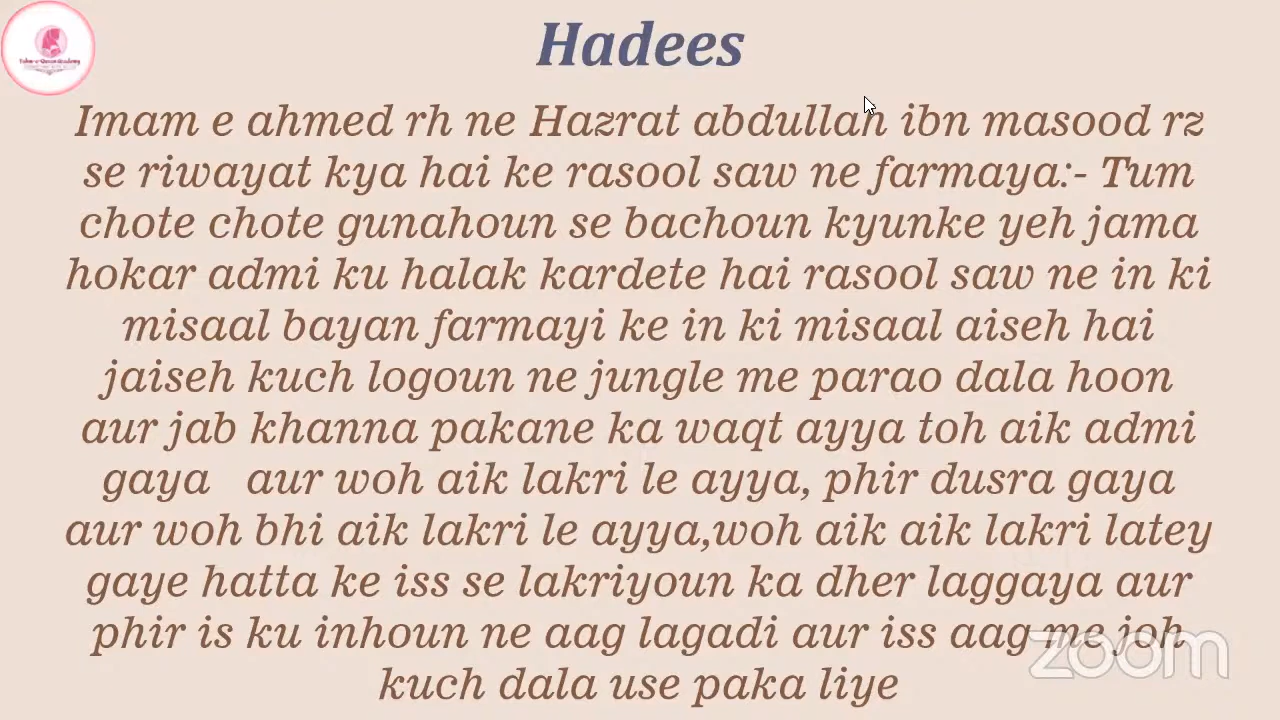 Hadees
Imam e ahmed rh ne Hazrat abdullah ibn masood rz
se riwayat kya hai ke rasool saw ne farmaya:- Tum
chote chote gunahoun se bachoun kyunke yeh jama
hokar admi ku halak kardete hai rasool saw ne in ki
misaal bayan farmayi ke in ki misaal aiseh hai
jaiseh kuch logoun ne jungle me parao dala hoon
aur jab khanna pakane ka waqt ayya toh aik admi
gaya aur woh aik lakri le ayya, phir dusra gaya
aur woh bhi aik lakri le ayya,woh aik aik lakri latey
gaye hatta ke iss se lakriyoun ka dher laggaya aur
phir is ku inhoun ne aag lagadi aur iss aag me joh
kuch dala use paka liye
zoom